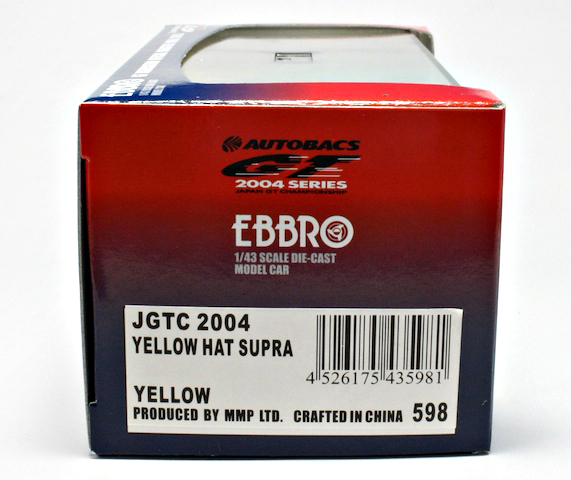 AUTOBACS
GT
2004 SERIES
JAPAN GT CHAMPIONSHIP
EBBRO
1/43 SCALE DIE-CAST
MODEL CAR
JGTC 2004
YELLOW HAT SUPRA
4 526175 435981
YELLOW
PRODUCED BY MMP LTD. CRAFTED IN CHINA 598